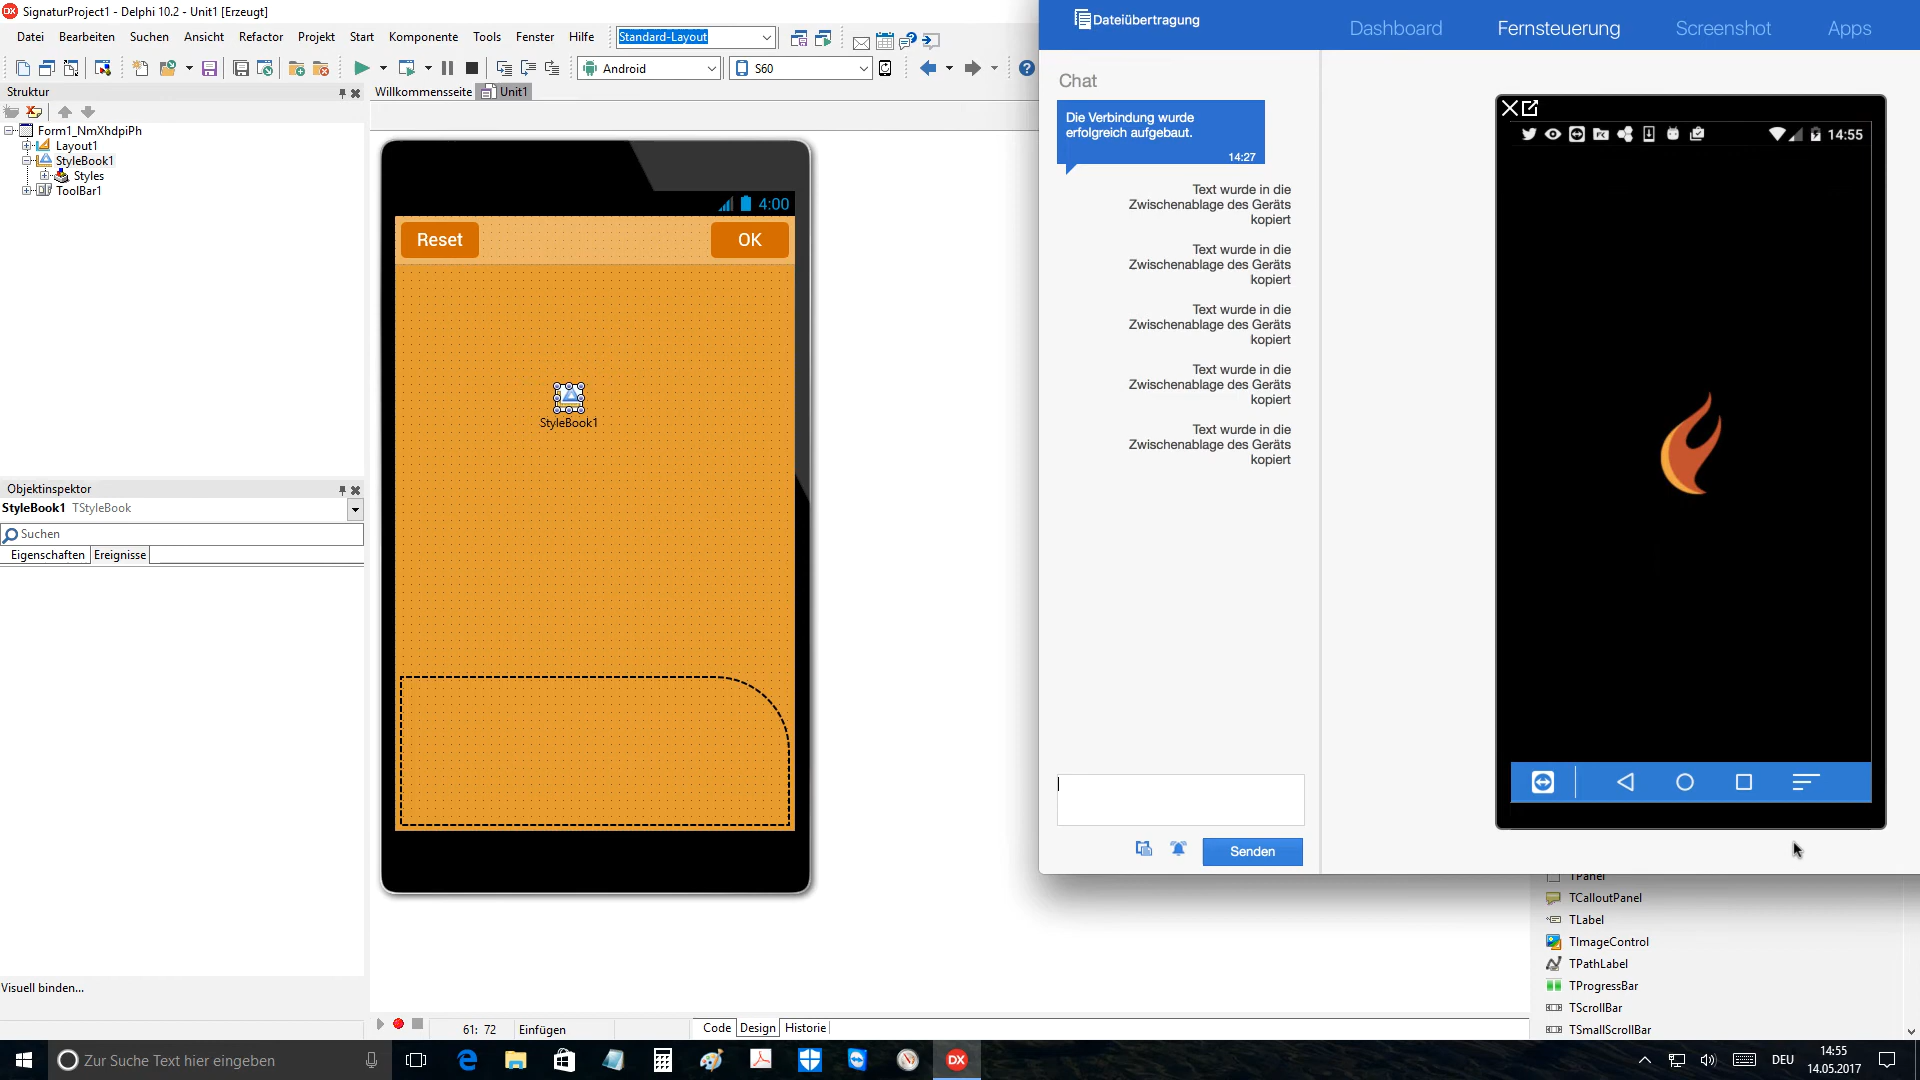 SignaturProject1 - Delphi 10.2 - Unit1 [Erzeugt]
Datei Bearbeiten Suchen Ansicht Refactor Projekt Start Komponente Tools Fenster Hilfe Standard-Layout
Android S60
Struktur
Willkommensseite Unit1
Form1_NmXhdpiPh
Layout1
StyleBook1
Styles
ToolBar1
Objektinspektor
StyleBook1 TStyleBook
Suchen
Eigenschaften Ereignisse
Visuell binden...
4:00
Reset OK
StyleBook1
61: 72 Einfügen
Code Design Historie
Dateiübertragung
Dashboard Fernsteuerung Screenshot Apps
Chat
Die Verbindung wurde
erfolgreich aufgebaut.
14:27
Text wurde in die
Zwischenablage des Geräts
kopiert
Text wurde in die
Zwischenablage des Geräts
kopiert
Text wurde in die
Zwischenablage des Geräts
kopiert
Text wurde in die
Zwischenablage des Geräts
kopiert
Text wurde in die
Zwischenablage des Geräts
kopiert
Senden
14:55
TPanel
TCalloutPanel
TLabel
TImageControl
TPathLabel
TProgressBar
TScrollBar
TSmallScrollBar
Zur Suche Text hier eingeben
DX
DEU
14:55
14.05.2017